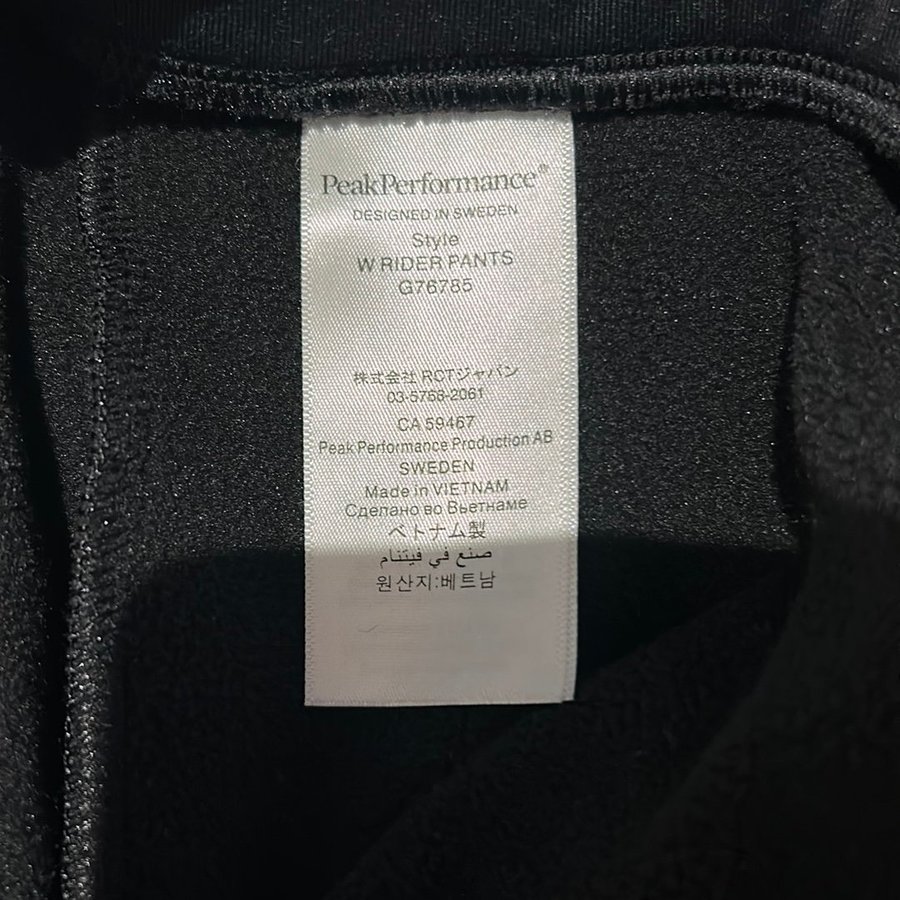 PeakPerformance®
DESIGNED IN SWEDEN
Style
W RIDER PANTS
G76785
株式会社 RCTジャパン
03-5768-2061
CA 59467
Peak Performance Production AB
SWEDEN
Made in VIETNAM
Сделано во Вьетнаме
ベトナム製
صنع في فيتنام
원산지:베트남